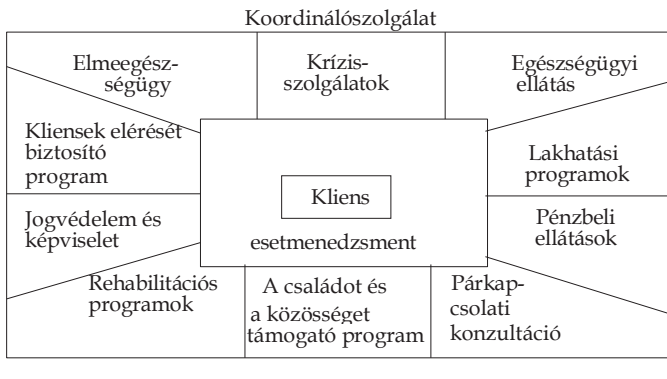 Koordinálószolgálat
Elmeegész-
ségügy
Krízis-
szolgálatok
Egészségügyi
ellátás
Kliensek elérését
biztosító
program
Lakhatási
programok
Kliens
esetmenedzsment
Jogvédelem és
képviselet
Pénzbeli
ellátások
Rehabilitációs
programok
A családot és
a közösséget
támogató program
Párkap-
csolati
konzultáció